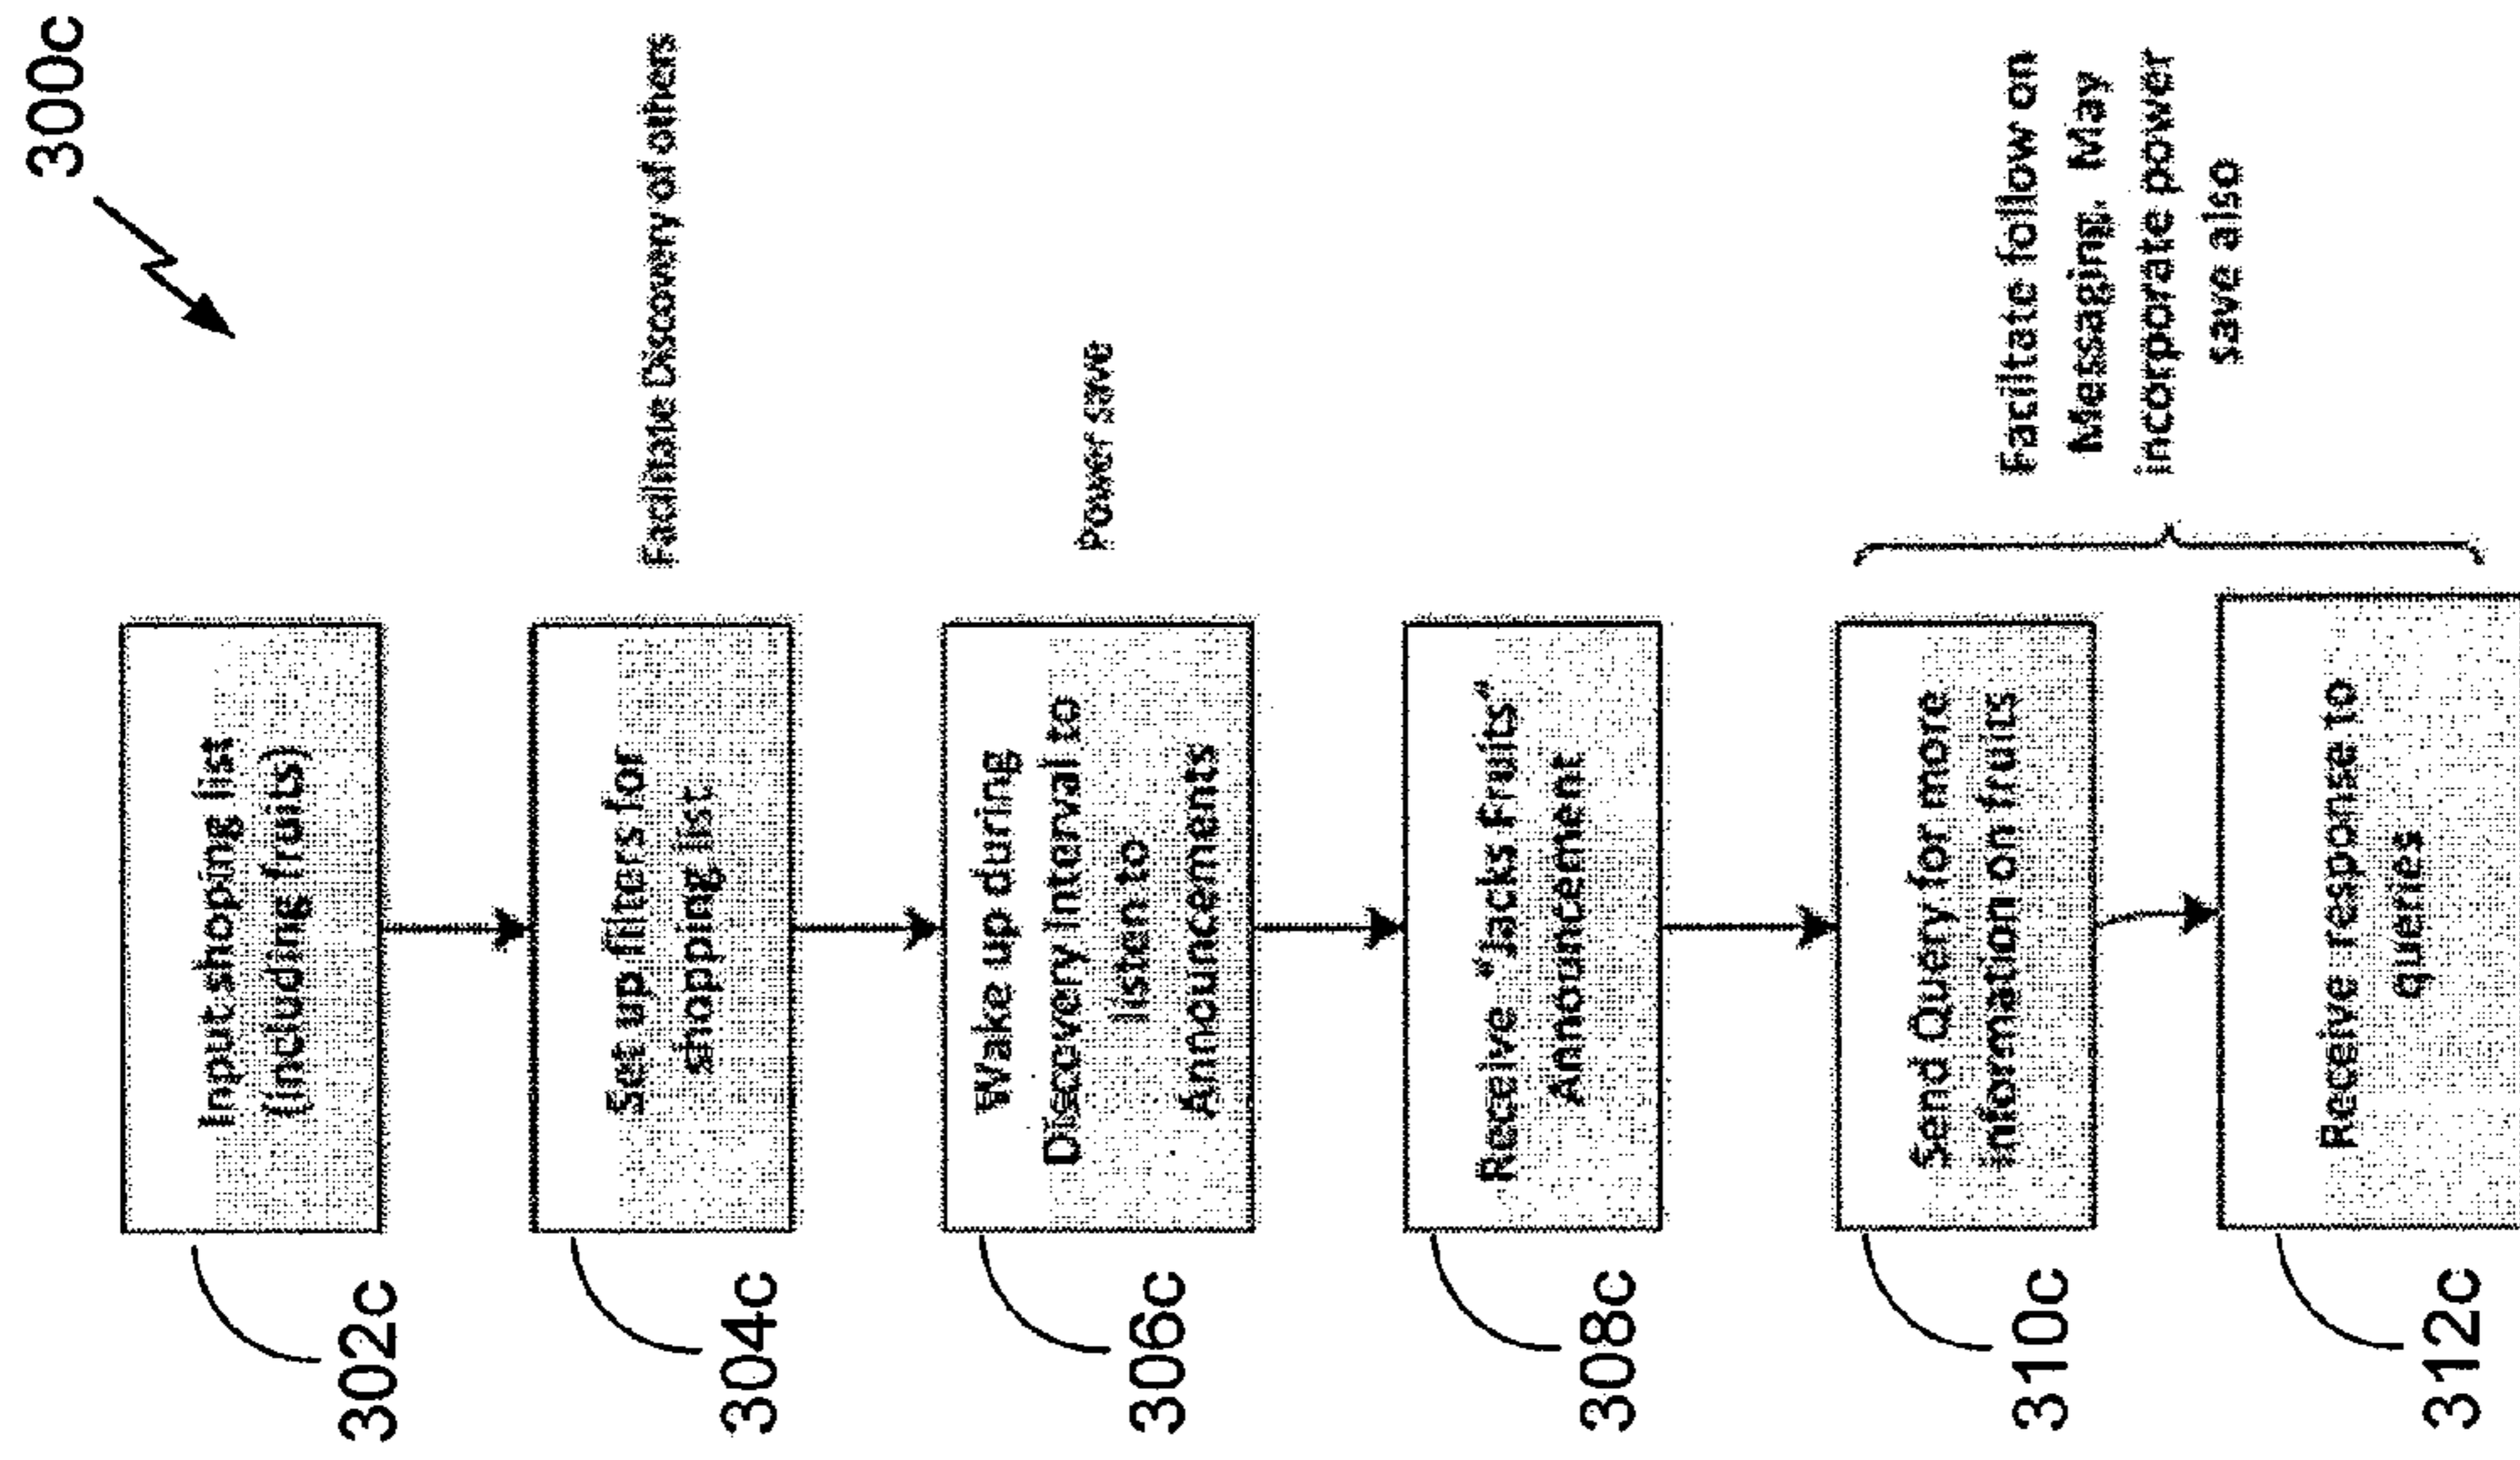 300c
302c
Input shopping list
(including fruits)
304c
Set up filters for
shopping list
Facilitate Discovery of others
306c
Wake up during
Discovery Interval to
listen to
Announcements
Power save
308c
Receive "Jacks Fruits"
Announcement
310c
Send Query for more
information on fruits
312c
Receive response to
queries
Facilitate follow on
Messaging. May
incorporate power
save also